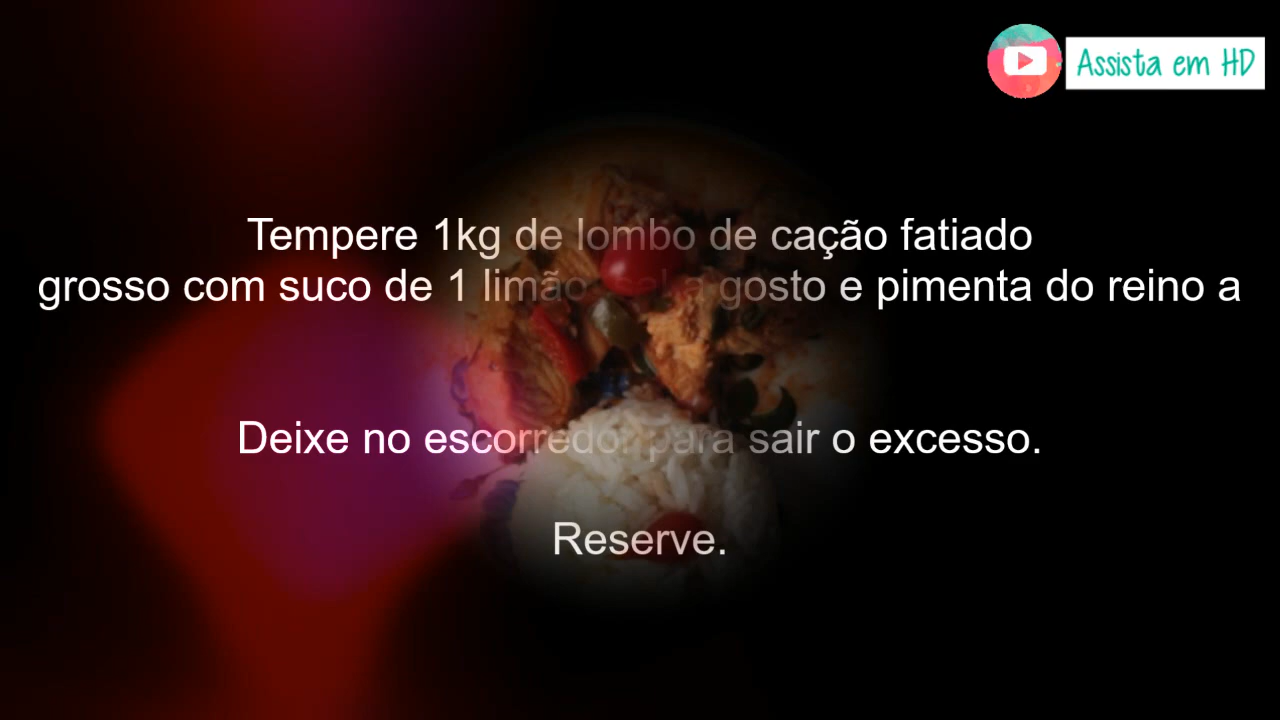 Assista em HD
Tempere 1kg de lombo de cação fatiado
grosso com suco de 1 limão, sal a gosto e pimenta do reino a
Deixe no escorredor para sair o excesso.
Reserve.